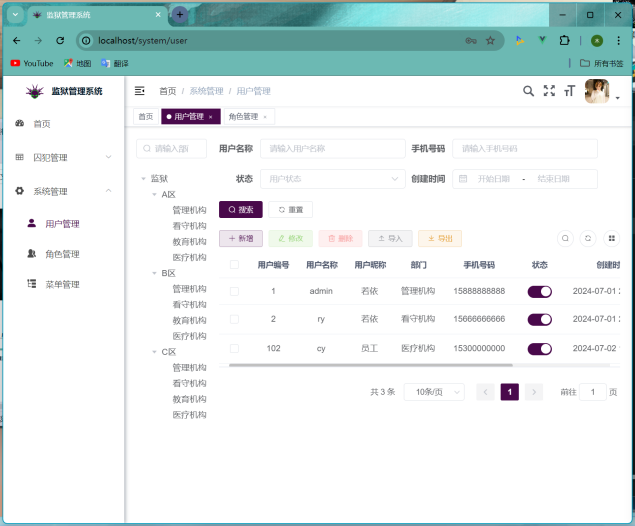 监狱管理系统
localhost/system/user
YouTube 地图 翻译 所有书签
监狱管理系统
首页 / 系统管理 / 用户管理
首页 用户管理 × 角色管理 ×
首页
囚犯管理
系统管理
用户管理
角色管理
菜单管理
请输入
监狱
A区
管理机构
看守机构
教育机构
医疗机构
B区
管理机构
看守机构
教育机构
医疗机构
C区
管理机构
看守机构
教育机构
医疗机构
用户名称 请输入用户名称 手机号码 请输入手机号码
状态 用户状态 创建时间 开始日期 - 结束日期
搜索 重置
新增 修改 删除 导入 导出
用户编号 用户名称 用户昵称 部门 手机号码 状态 创建时
1 admin 若依 管理机构 15888888888 2024-07-01
2 ry 若依 看守机构 15666666666 2024-07-01
102 cy 员工 医疗机构 15300000000 2024-07-02
共 3 条 10条/页 1 前往 1 页